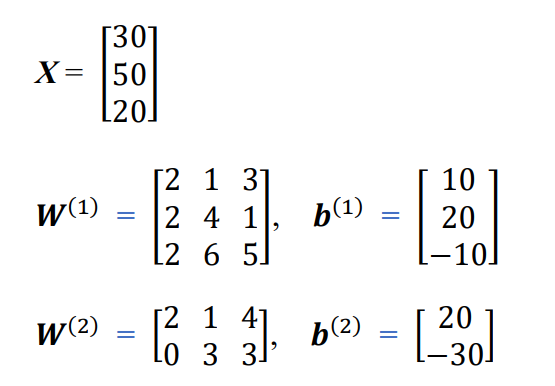 X = [30
50
20]
W(1) = [2 1 3
2 4 1
2 6 5], b(1) = [10
20
−10]
W(2) = [2 1 4
0 3 3], b(2) = [20
−30]